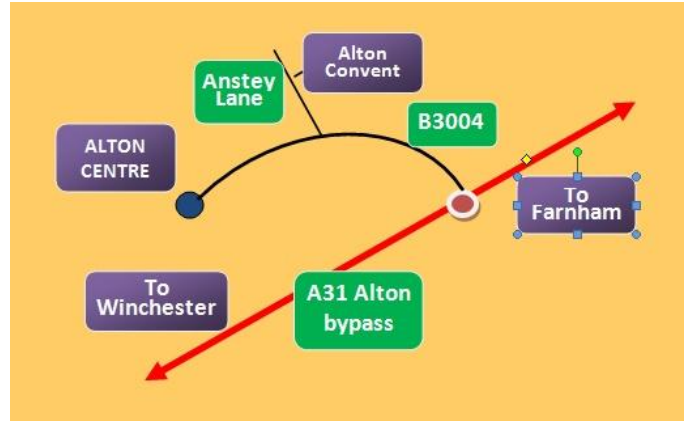 Alton
Convent
Anstey
Lane
B3004
ALTON
CENTRE
To
Farnham
To
Winchester
A31 Alton
bypass